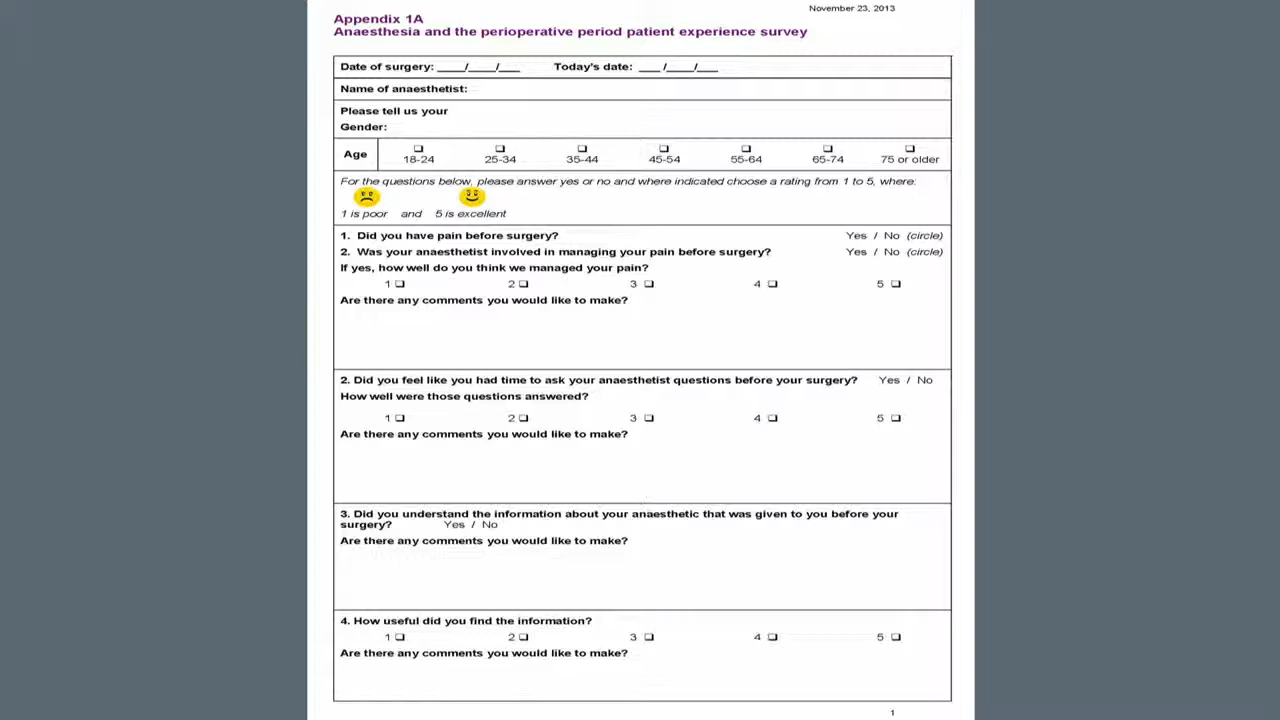 November 23, 2013
Appendix 1A
Anaesthesia and the perioperative period patient experience survey
Date of surgery: ____/____/___ Today's date: ___ /____/___
Name of anaesthetist:
Please tell us your
Gender:
Age
❑ ❑ ❑ ❑ ❑ ❑ ❑
18-24 25-34 35-44 45-54 55-64 65-74 75 or older
For the questions below, please answer yes or no and where indicated choose a rating from 1 to 5, where:
1 is poor and 5 is excellent
1. Did you have pain before surgery? Yes / No (circle)
2. Was your anaesthetist involved in managing your pain before surgery? Yes / No (circle)
If yes, how well do you think we managed your pain?
1 ❑ 2 ❑ 3 ❑ 4 ❑ 5 ❑
Are there any comments you would like to make?
2. Did you feel like you had time to ask your anaesthetist questions before your surgery? Yes / No
How well were those questions answered?
1 ❑ 2 ❑ 3 ❑ 4 ❑ 5 ❑
Are there any comments you would like to make?
3. Did you understand the information about your anaesthetic that was given to you before your
surgery? Yes / No
Are there any comments you would like to make?
4. How useful did you find the information?
1 ❑ 2 ❑ 3 ❑ 4 ❑ 5 ❑
Are there any comments you would like to make?
1